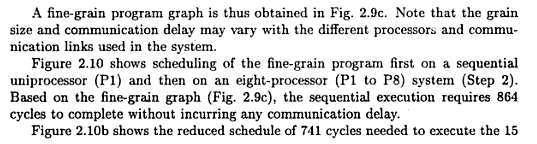 A fine-grain program graph is thus obtained in Fig. 2.9c. Note that the grain
size and communication delay may vary with the different processors and commu-
nication links used in the system.
Figure 2.10 shows scheduling of the fine-grain program first on a sequential
uniprocessor (P1) and then on an eight-processor (P1 to P8) system (Step 2).
Based on the fine-grain graph (Fig. 2.9c), the sequential execution requires 864
cycles to complete without incurring any communication delay.
Figure 2.10b shows the reduced schedule of 741 cycles needed to execute the 15